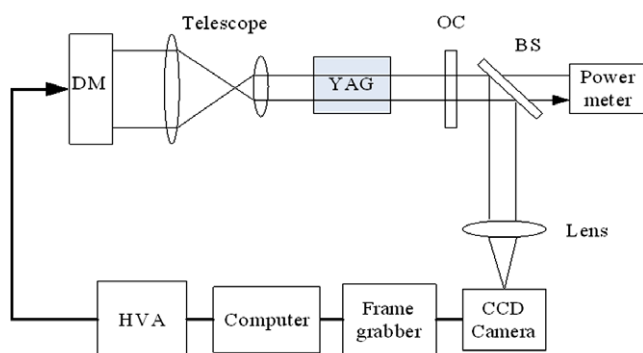 Telescope
OC
BS
DM
YAG
Power
meter
Lens
HVA
Computer
Frame
grabber
CCD
Camera